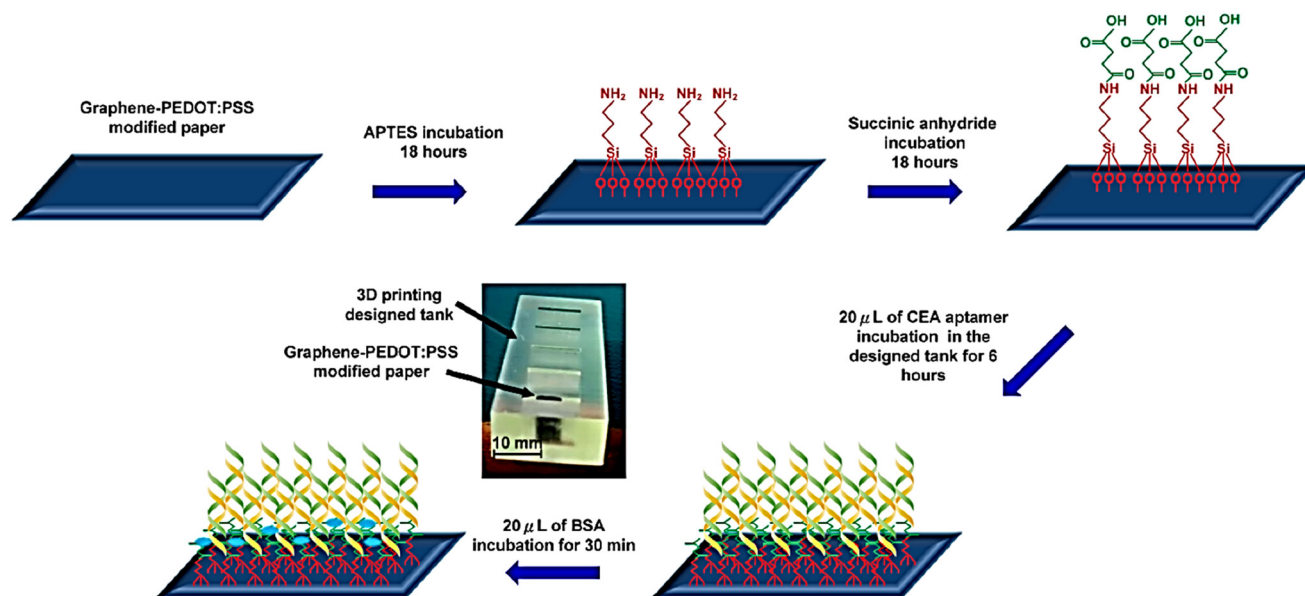 Graphene-PEDOT:PSS
modified paper
APTES incubation
18 hours
NH2 NH2 NH2 NH2
Si Si Si Si
O O O O O O O O O O O O
Succinic anhydride
incubation
18 hours
OH OH OH OH
O O O O
O O O O
NH NH NH NH
Si Si Si Si
O O O O O O O O O O O O
3D printing
designed tank
Graphene-PEDOT:PSS
modified paper
10 mm
20 μL of CEA aptamer
incubation in the
designed tank for 6
hours
20 μL of BSA
incubation for 30 min